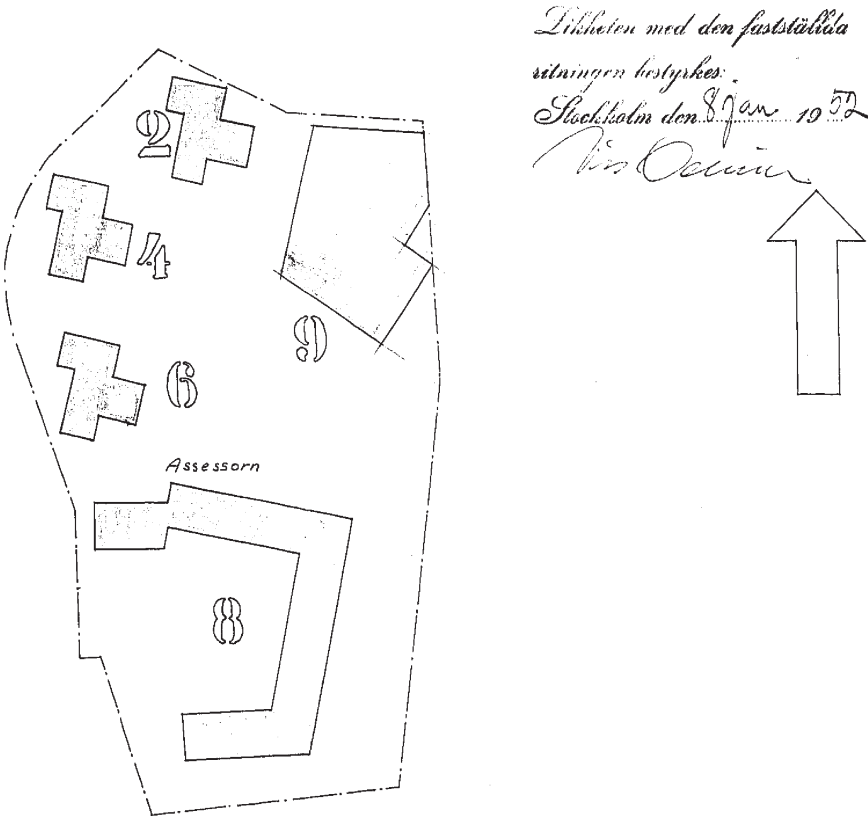 Likheten med den fastställda
ritningen bestyrkes:
Stockholm den 8 jan 1952
2
4
9
6
Assessorn
8